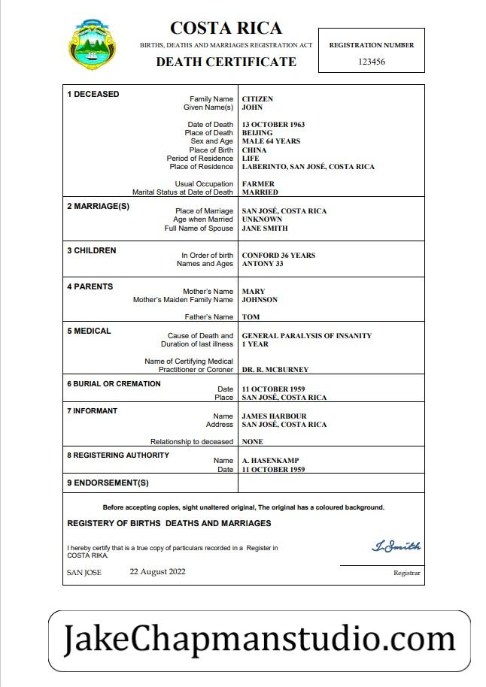 COSTA RICA
BIRTHS, DEATHS AND MARRIAGES REGISTRATION ACT
DEATH CERTIFICATE
REGISTRATION NUMBER
123456
1 DECEASED
Family Name CITIZEN
Given Name(s) JOHN
Date of Death 13 OCTOBER 1963
Place of Death BEIJING
Sex and Age MALE 64 YEARS
Place of Birth CHINA
Period of Residence LIFE
Place of Residence LABERINTO, SAN JOSÉ, COSTA RICA
Usual Occupation FARMER
Marital Status at Date of Death MARRIED
2 MARRIAGE(S)
Place of Marriage SAN JOSÉ, COSTA RICA
Age when Married UNKNOWN
Full Name of Spouse JANE SMITH
3 CHILDREN
In Order of birth CONFORD 36 YEARS
Names and Ages ANTONY 33
4 PARENTS
Mother's Name MARY
Mother's Maiden Family Name JOHNSON
Father's Name TOM
5 MEDICAL
Cause of Death and GENERAL PARALYSIS OF INSANITY
Duration of last illness 1 YEAR
Name of Certifying Medical
Practitioner or Coroner DR. R. MCBURNEY
6 BURIAL OR CREMATION
Date 11 OCTOBER 1959
Place SAN JOSÉ, COSTA RICA
7 INFORMANT
Name JAMES HARBOUR
Address SAN JOSÉ, COSTA RICA
Relationship to deceased NONE
8 REGISTERING AUTHORITY
Name A. HASENKAMP
Date 11 OCTOBER 1959
9 ENDORSEMENT(S)
Before accepting copies, sight unaltered original, The original has a coloured background.
REGISTERY OF BIRTHS DEATHS AND MARRIAGES
I hereby certify that is a true copy of particulars recorded in a Register in
COSTA RIKA.
J.Smith
SAN JOSE 22 August 2022
Registrar
JakeChapmanstudio.com